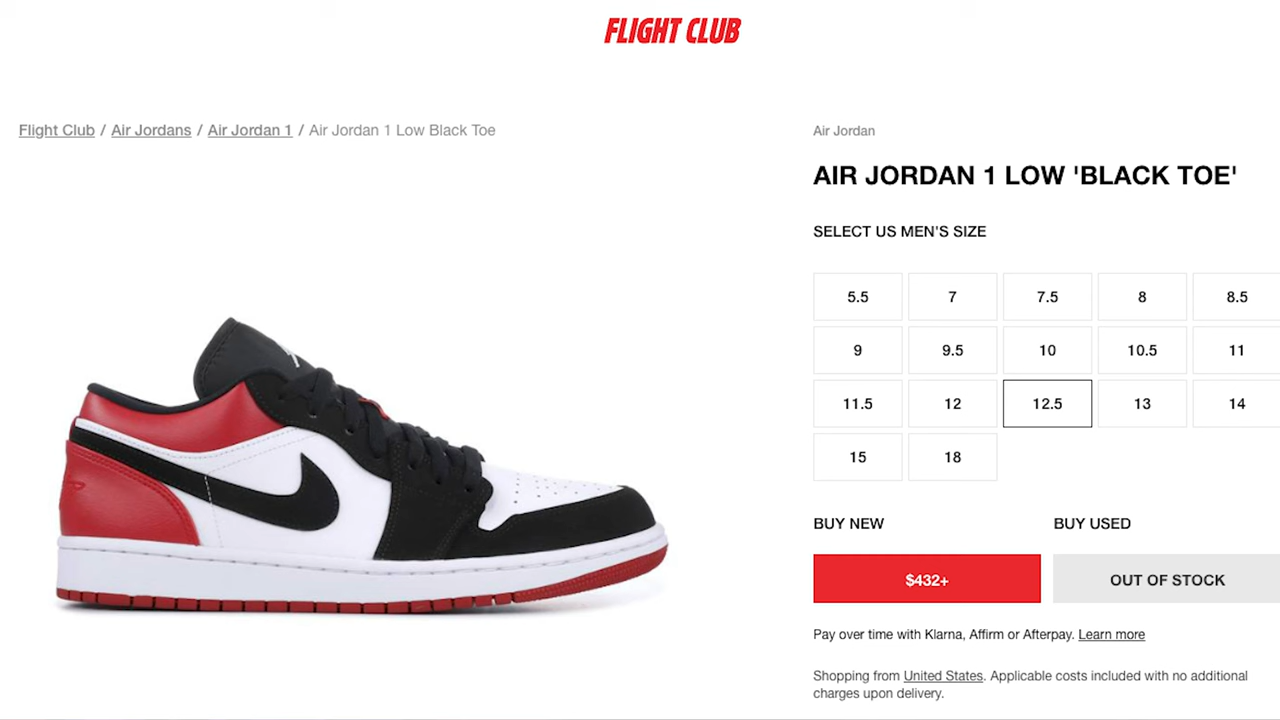 FLIGHT CLUB
Flight Club / Air Jordans / Air Jordan 1 / Air Jordan 1 Low Black Toe
Air Jordan
AIR JORDAN 1 LOW 'BLACK TOE'
SELECT US MEN'S SIZE
5.5 7 7.5 8 8.5
9 9.5 10 10.5 11
11.5 12 12.5 13 14
15 18
BUY NEW BUY USED
$432+ OUT OF STOCK
Pay over time with Klarna, Affirm or Afterpay. Learn more
Shopping from United States. Applicable costs included with no additional
charges upon delivery.